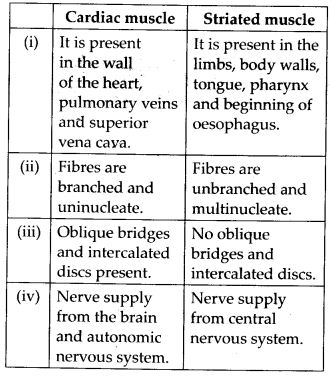 Cardiac muscle Striated muscle
(i) It is present It is present in the
in the wall limbs, body walls,
of the heart, tongue, pharynx
pulmonary veins and beginning of
and superior oesophagus.
vena cava.
(ii) Fibres are Fibres are
branched and unbranched and
uninucleate. multinucleate.
(iii) Oblique bridges No oblique
and intercalated bridges and
discs present. intercalated discs.
(iv) Nerve supply Nerve supply
from the brain from central
and autonomic nervous system.
nervous system.